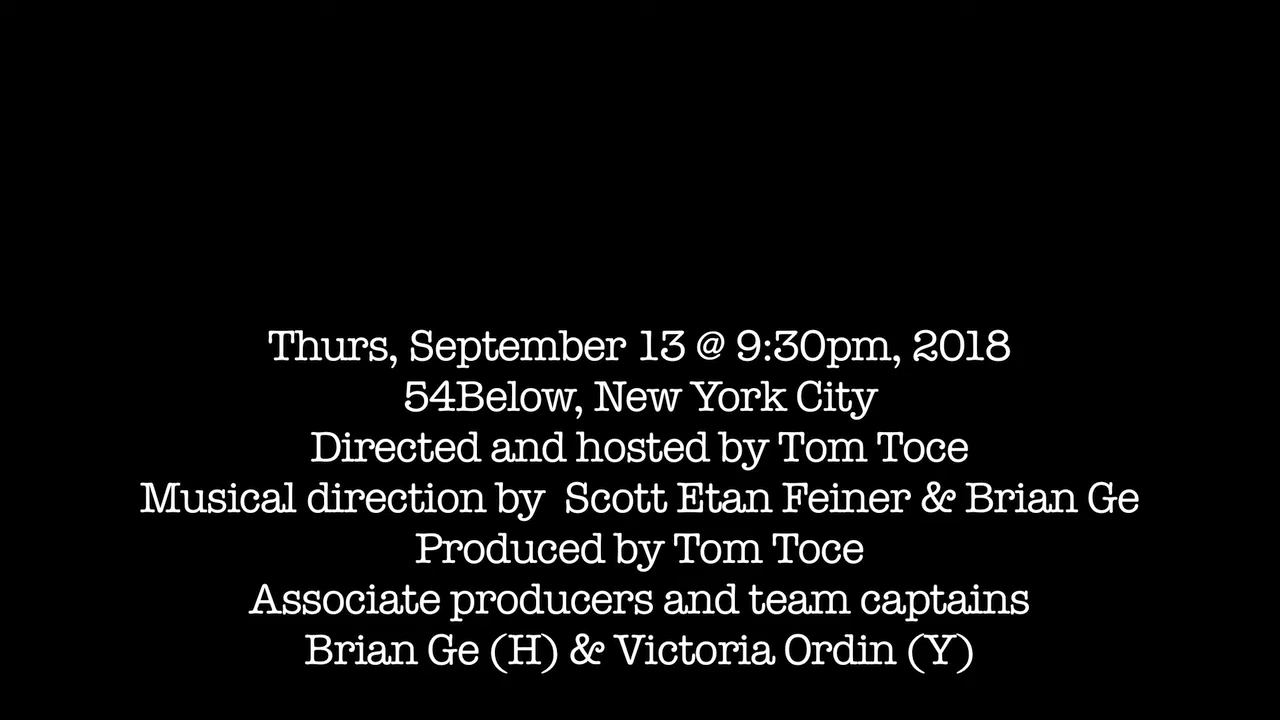 Thurs, September 13 @ 9:30pm, 2018
54Below, New York City
Directed and hosted by Tom Toce
Musical direction by  Scott Etan Feiner & Brian Ge
Produced by Tom Toce
Associate producers and team captains
Brian Ge (H) & Victoria Ordin (Y)